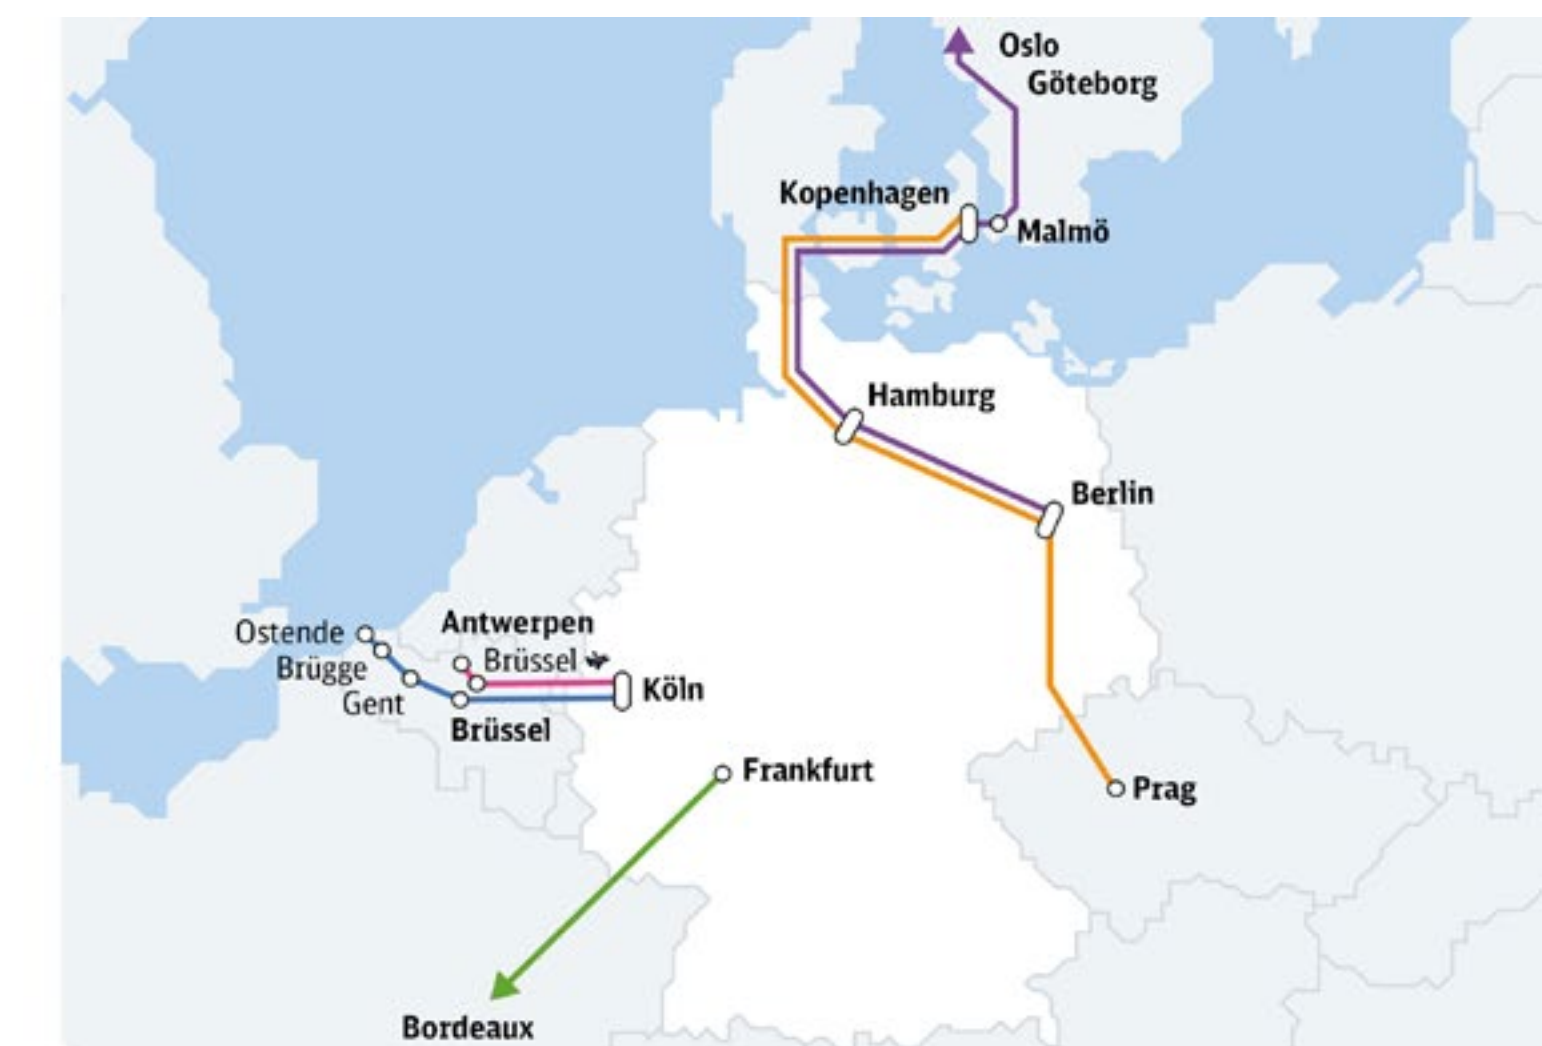 Oslo
Göteborg
Kopenhagen
Malmö
Hamburg
Berlin
Antwerpen
Ostende
Brüssel
Brügge
Köln
Gent
Brüssel
Frankfurt
Prag
Bordeaux